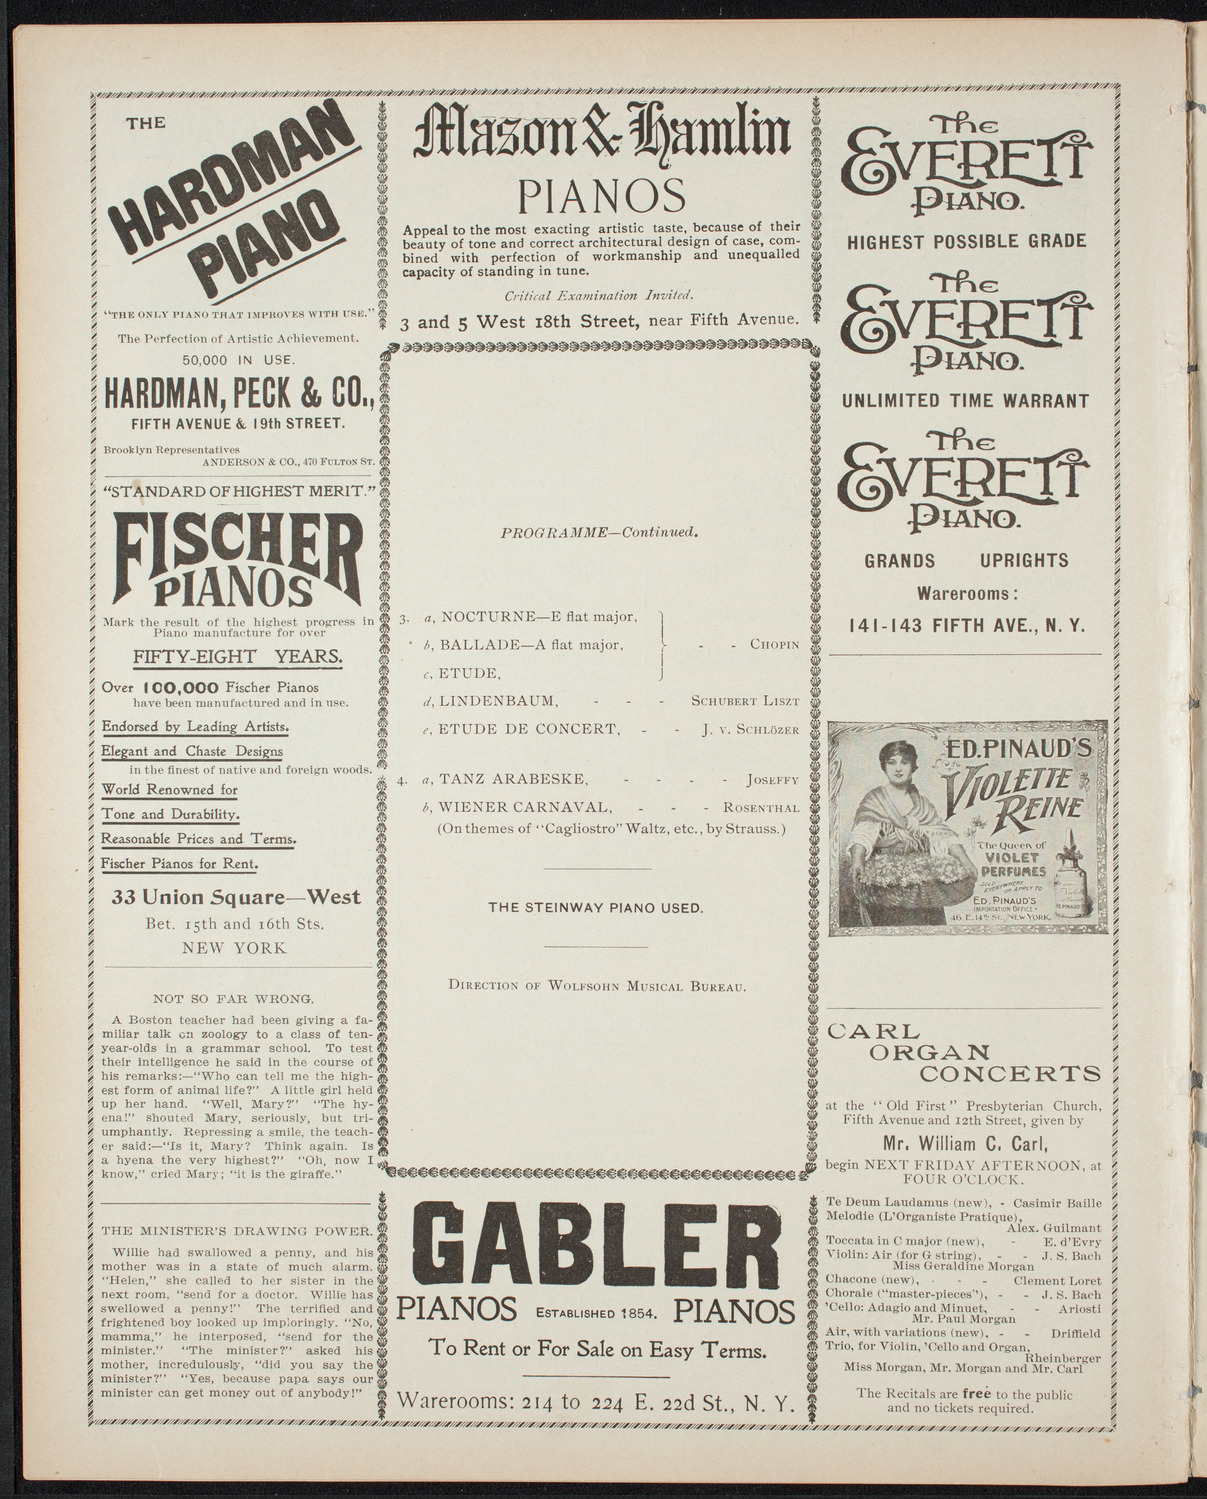 THE
HARDMAN
PIANO
"THE ONLY PIANO THAT IMPROVES WITH USE."
The Perfection of Artistic Achievement.
50,000 IN USE.
HARDMAN, PECK & CO.,
FIFTH AVENUE & 19th STREET.
Brooklyn Representatives
ANDERSON & CO., 470 FULTON ST.
"STANDARD OF HIGHEST MERIT."
FISCHER
PIANOS
Mark the result of the highest progress in
Piano manufacture for over
FIFTY-EIGHT YEARS.
Over 100,000 Fischer Pianos
have been manufactured and in use.
Endorsed by Leading Artists.
Elegant and Chaste Designs
in the finest of native and foreign woods.
World Renowned for
Tone and Durability.
Reasonable Prices and Terms.
Fischer Pianos for Rent.
33 Union Square—West
Bet. 15th and 16th Sts.
NEW YORK
NOT SO FAR WRONG.
A Boston teacher had been giving a fa-
miliar talk on zoology to a class of ten-
year-olds in a grammar school. To test
their intelligence he said in the course of
his remarks:—"Who can tell me the high-
est form of animal life?" A little girl held
up her hand. "Well, Mary?" "The hy-
ena!" shouted Mary, seriously, but tri-
umphantly. Repressing a smile, the teach-
er said:—"Is it, Mary? Think again. Is
a hyena the very highest?" "Oh, now I
know," cried Mary; "it is the giraffe."
THE MINISTER'S DRAWING POWER.
Willie had swallowed a penny, and his
mother was in a state of much alarm.
"Helen," she called to her sister in the
next room, "send for a doctor. Willie has
swellowed a penny!" The terrified and
frightened boy looked up imploringly. "No,
mamma," he interposed, "send for the
minister." "The minister?" asked his
mother, incredulously, "did you say the
minister?" "Yes, because papa says our
minister can get money out of anybody!"
Mason & Hamlin
PIANOS
Appeal to the most exacting artistic taste, because of their
beauty of tone and correct architectural design of case, com-
bined with perfection of workmanship and unequalled
capacity of standing in tune.
Critical Examination Invited.
3 and 5 West 18th Street, near Fifth Avenue.
PROGRAMME—Continued.
3. a, NOCTURNE—E flat major,
b, BALLADE—A flat major, - - CHOPIN
c, ETUDE,
d, LINDENBAUM, - - - SCHUBERT LISZT
e, ETUDE DE CONCERT, - - J. V. SCHLÖZER
4. a, TANZ ARABESKE, - - - - JOSEFFY
b, WIENER CARNAVAL, - - - ROSENTHAL
(On themes of "Cagliostro" Waltz, etc., by Strauss.)
THE STEINWAY PIANO USED.
DIRECTION OF WOLFSOHN MUSICAL BUREAU.
GABLER
PIANOS ESTABLISHED 1854. PIANOS
To Rent or For Sale on Easy Terms.
Warerooms: 214 to 224 E. 22d St., N. Y.
The
EVERETT
PIANO.
HIGHEST POSSIBLE GRADE
The
EVERETT
PIANO.
UNLIMITED TIME WARRANT
The
EVERETT
PIANO.
GRANDS UPRIGHTS
Warerooms:
141-143 FIFTH AVE., N. Y.
ED. PINAUD'S
VIOLETTE
REINE
The Queen of
VIOLET
PERFUMES
SOLD EVERYWHERE
OR APPLY TO
ED. PINAUD'S
IMPORTATION OFFICE
46 E. 14th ST., NEW YORK
CARL
ORGAN
CONCERTS
at the "Old First" Presbyterian Church,
Fifth Avenue and 12th Street, given by
Mr. William C. Carl,
begin NEXT FRIDAY AFTERNOON, at
FOUR O'CLOCK.
Te Deum Laudamus (new), - Casimir Baille
Melodie (L'Organiste Pratique),
Alex. Guilmant
Toccata in C major (new), - E. d'Evry
Violin: Air (for G string), - - J. S. Bach
Miss Geraldine Morgan
Chacone (new), - - - Clement Loret
Chorale ("master-pieces"), - - J. S. Bach
'Cello: Adagio and Minuet, - - Ariosti
Mr. Paul Morgan
Air, with variations (new), - - Driffield
Trio, for Violin, 'Cello and Organ,
Rheinberger
Miss Morgan, Mr. Morgan and Mr. Carl
The Recitals are free to the public
and no tickets required.